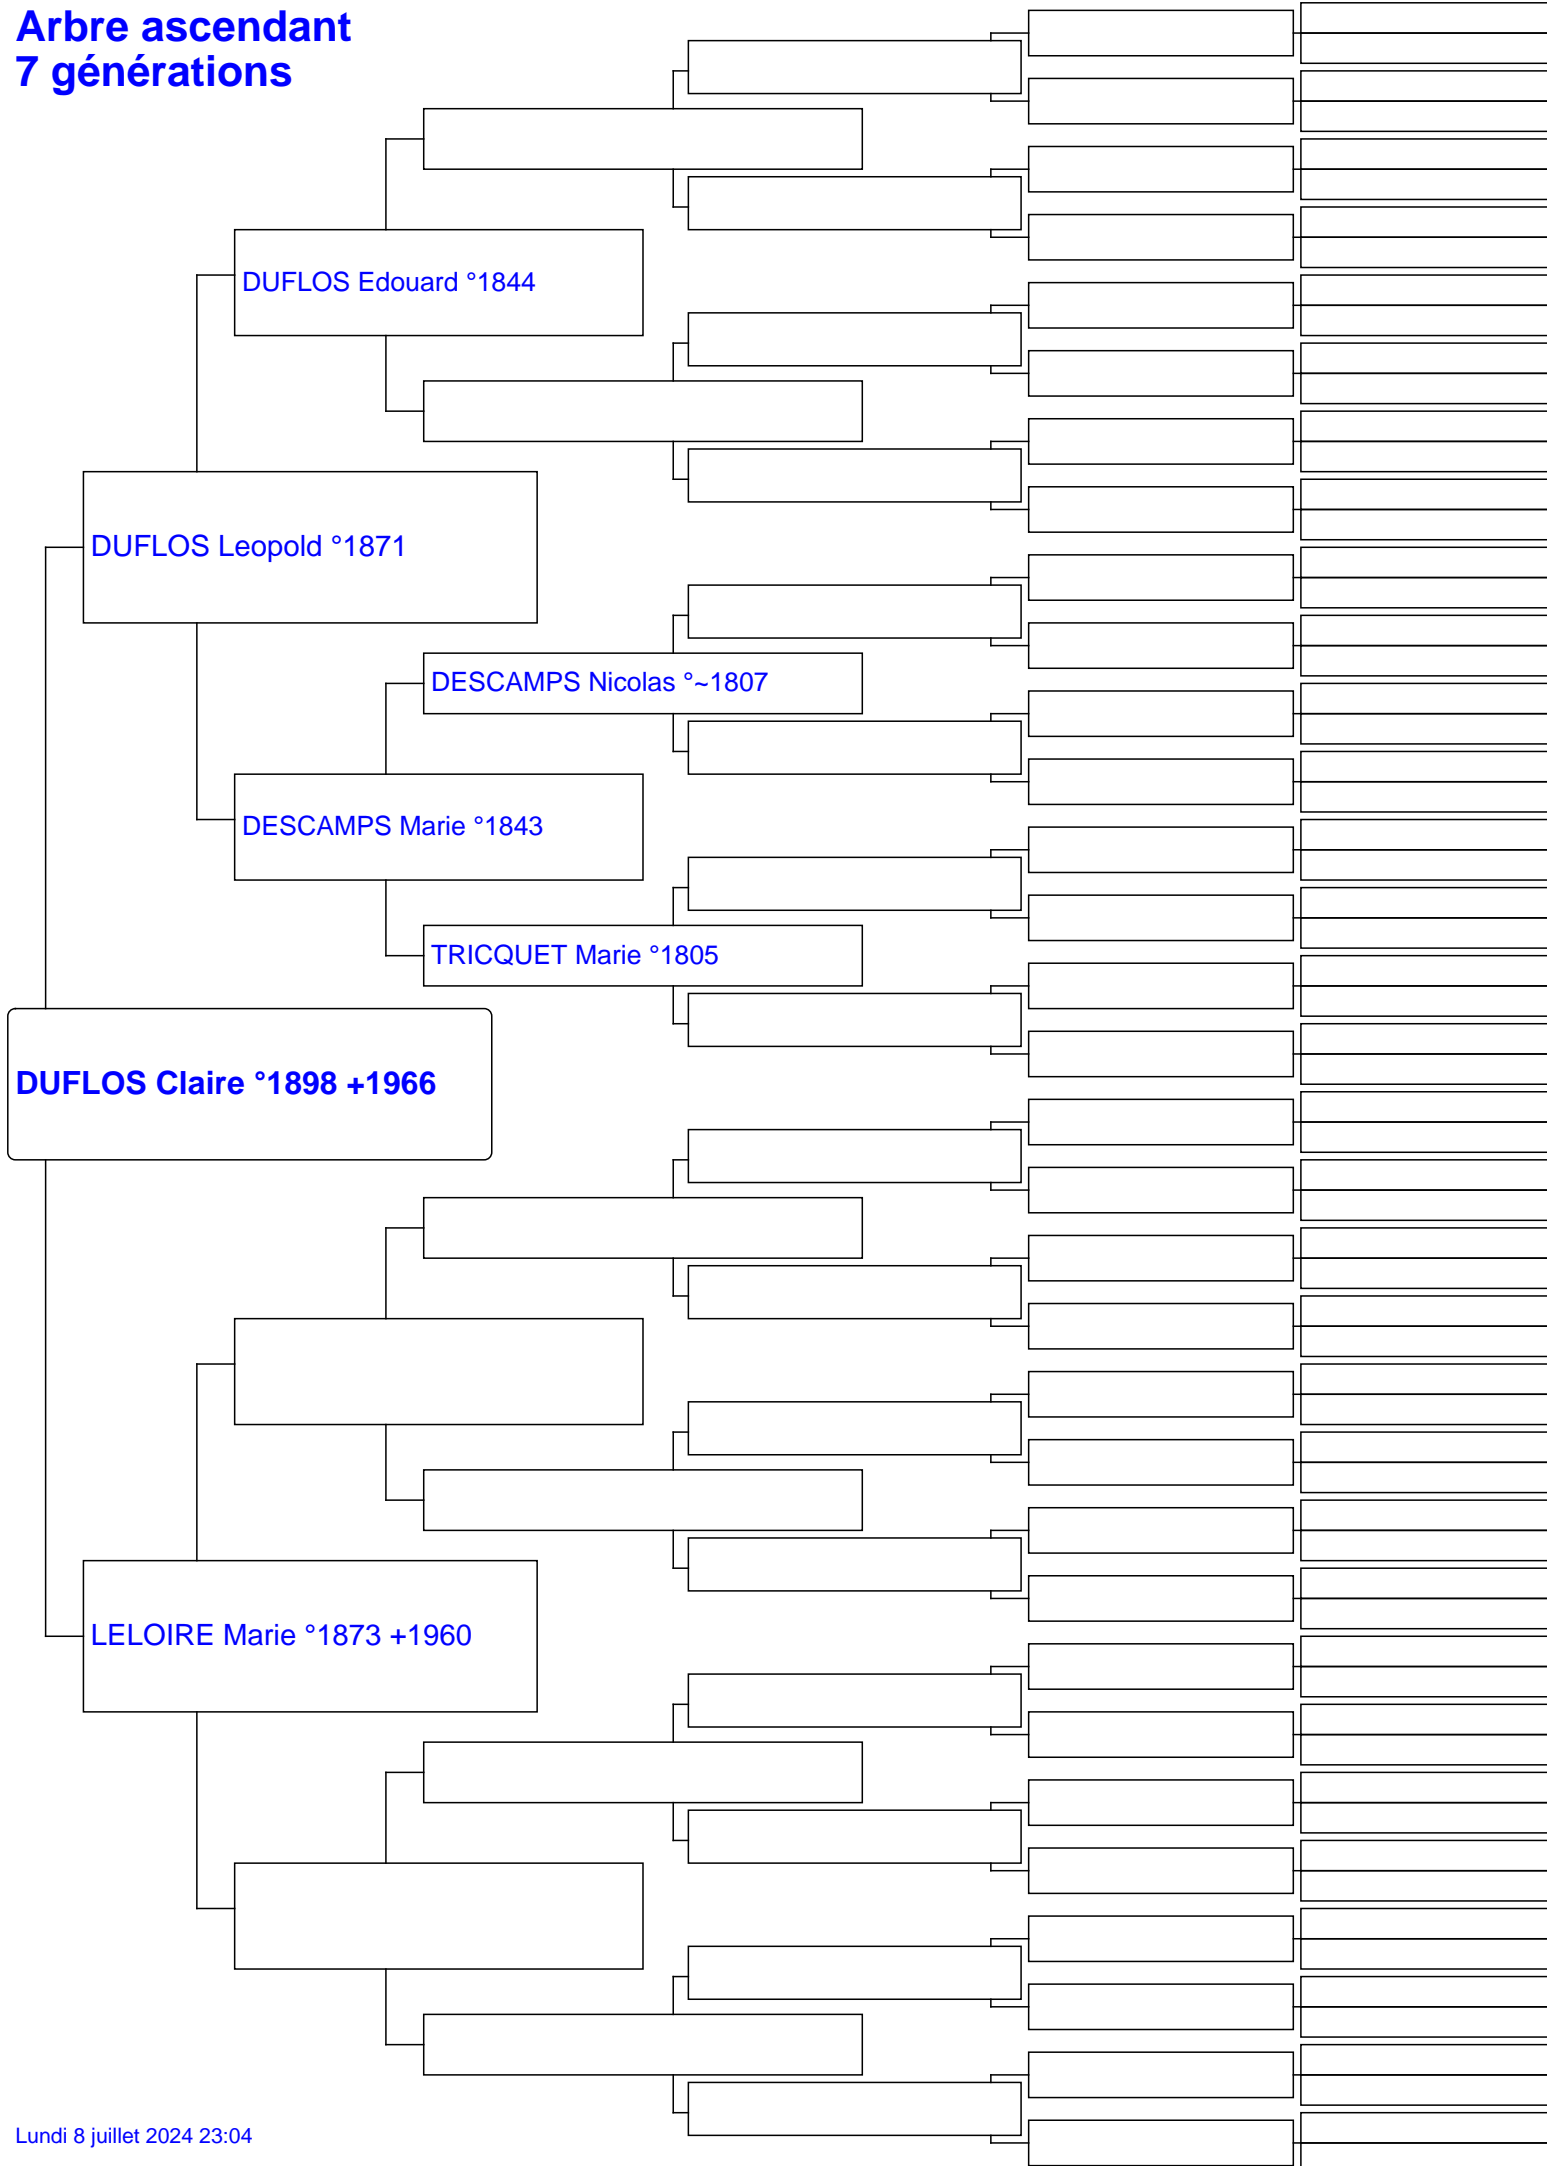 Arbre ascendant
7 générations
DUFLOS Edouard °1844
DUFLOS Leopold °1871
DESCAMPS Nicolas °~1807
DESCAMPS Marie °1843
TRICQUET Marie °1805
DUFLOS Claire °1898 +1966
LELOIRE Marie °1873 +1960
Lundi 8 juillet 2024 23:04